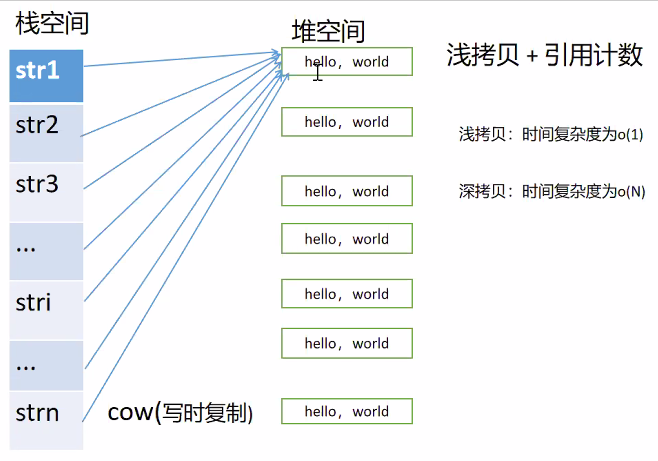 栈空间
堆空间
str1
str2
str3
...
stri
...
strn
hello, world
hello, world
hello, world
hello, world
hello, world
hello, world
hello, world
浅拷贝 + 引用计数
浅拷贝：时间复杂度为o(1)
深拷贝：时间复杂度为o(N)
cow(写时复制)